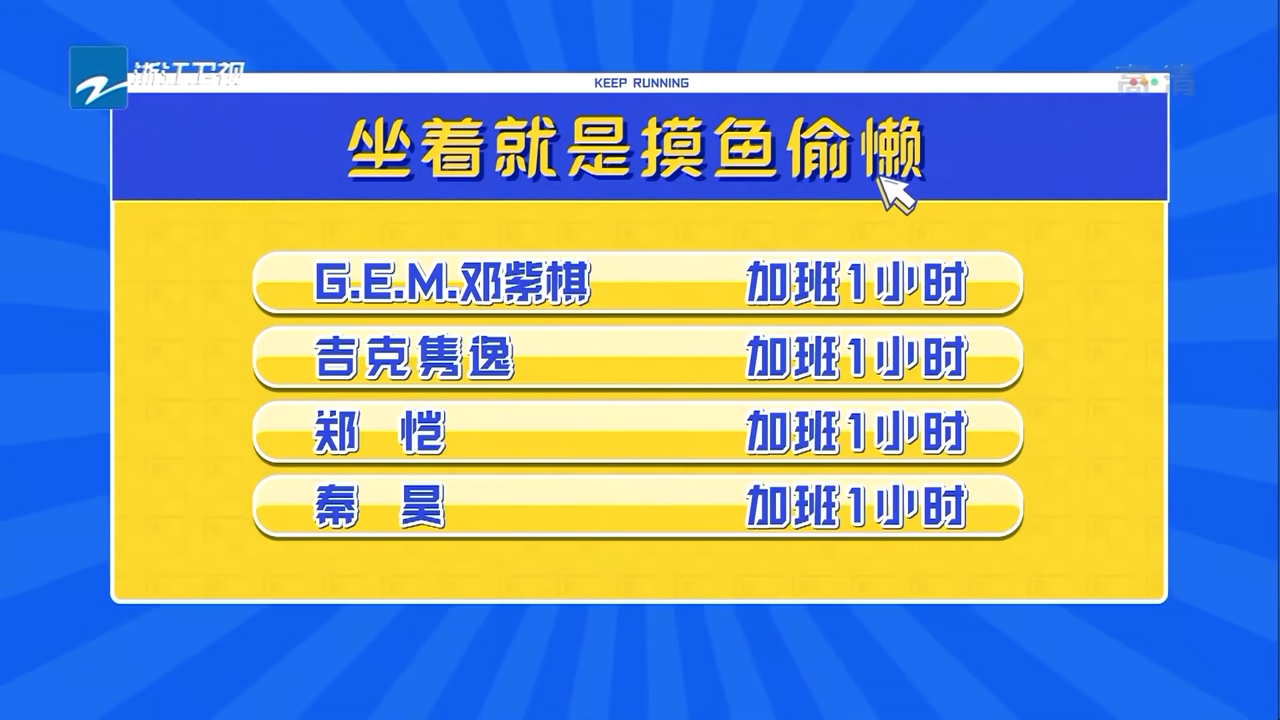 浙江卫视
高清
KEEP RUNNING
坐着就是摸鱼偷懒
G.E.M.邓紫棋 加班1小时
吉克隽逸 加班1小时
郑 恺 加班1小时
秦 昊 加班1小时